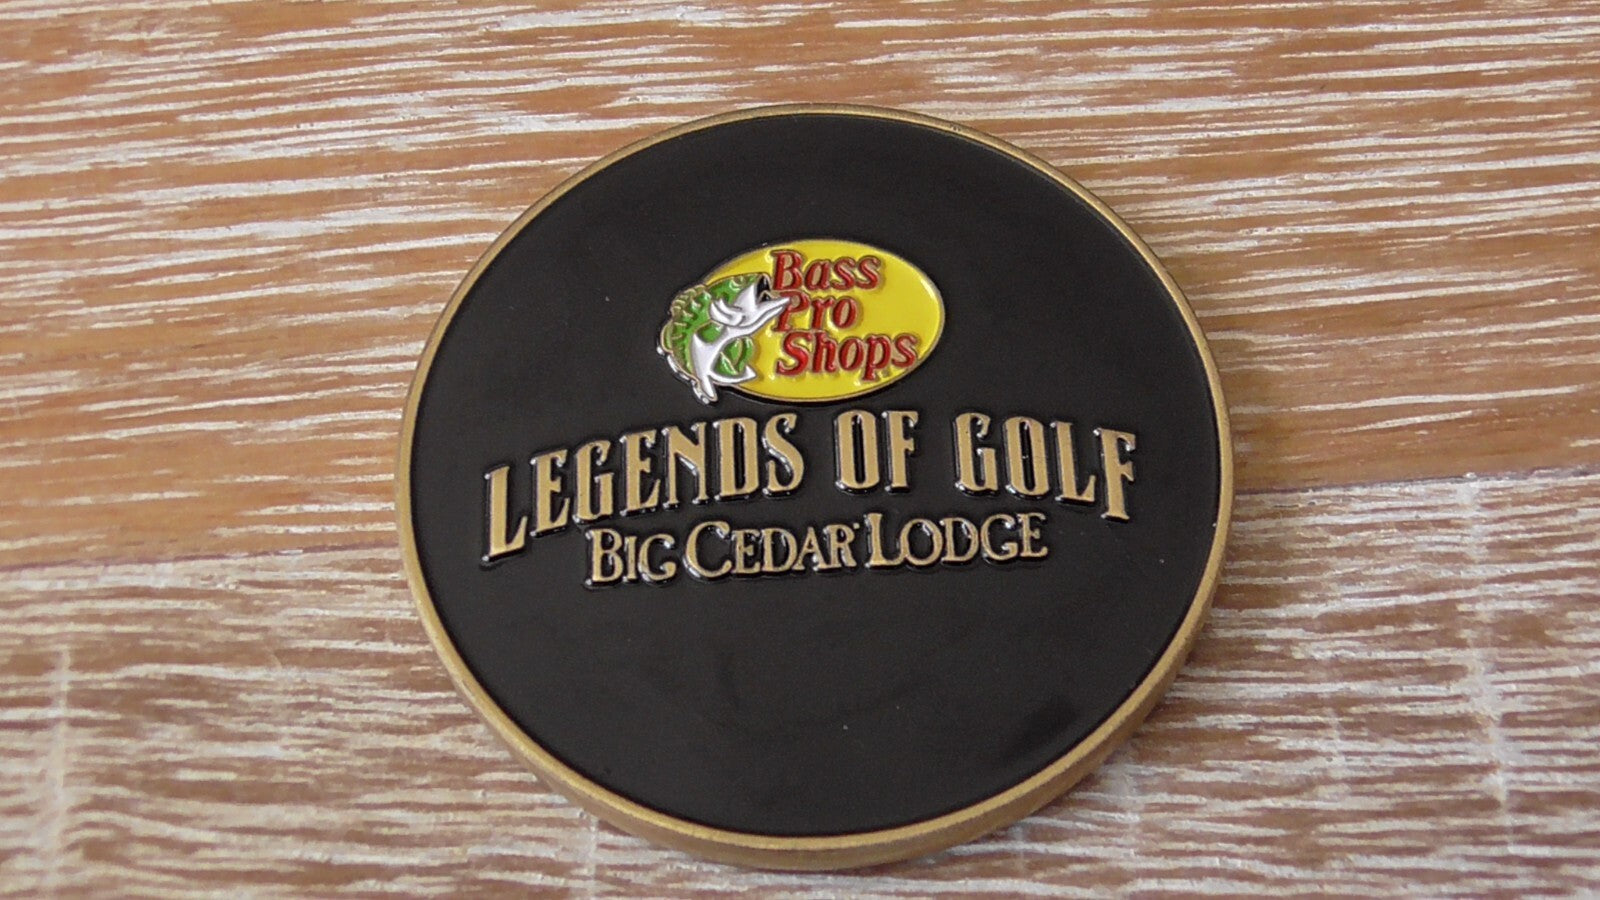 Bass
Pro
Shops
LEGENDS OF GOLF
BIG CEDAR LODGE